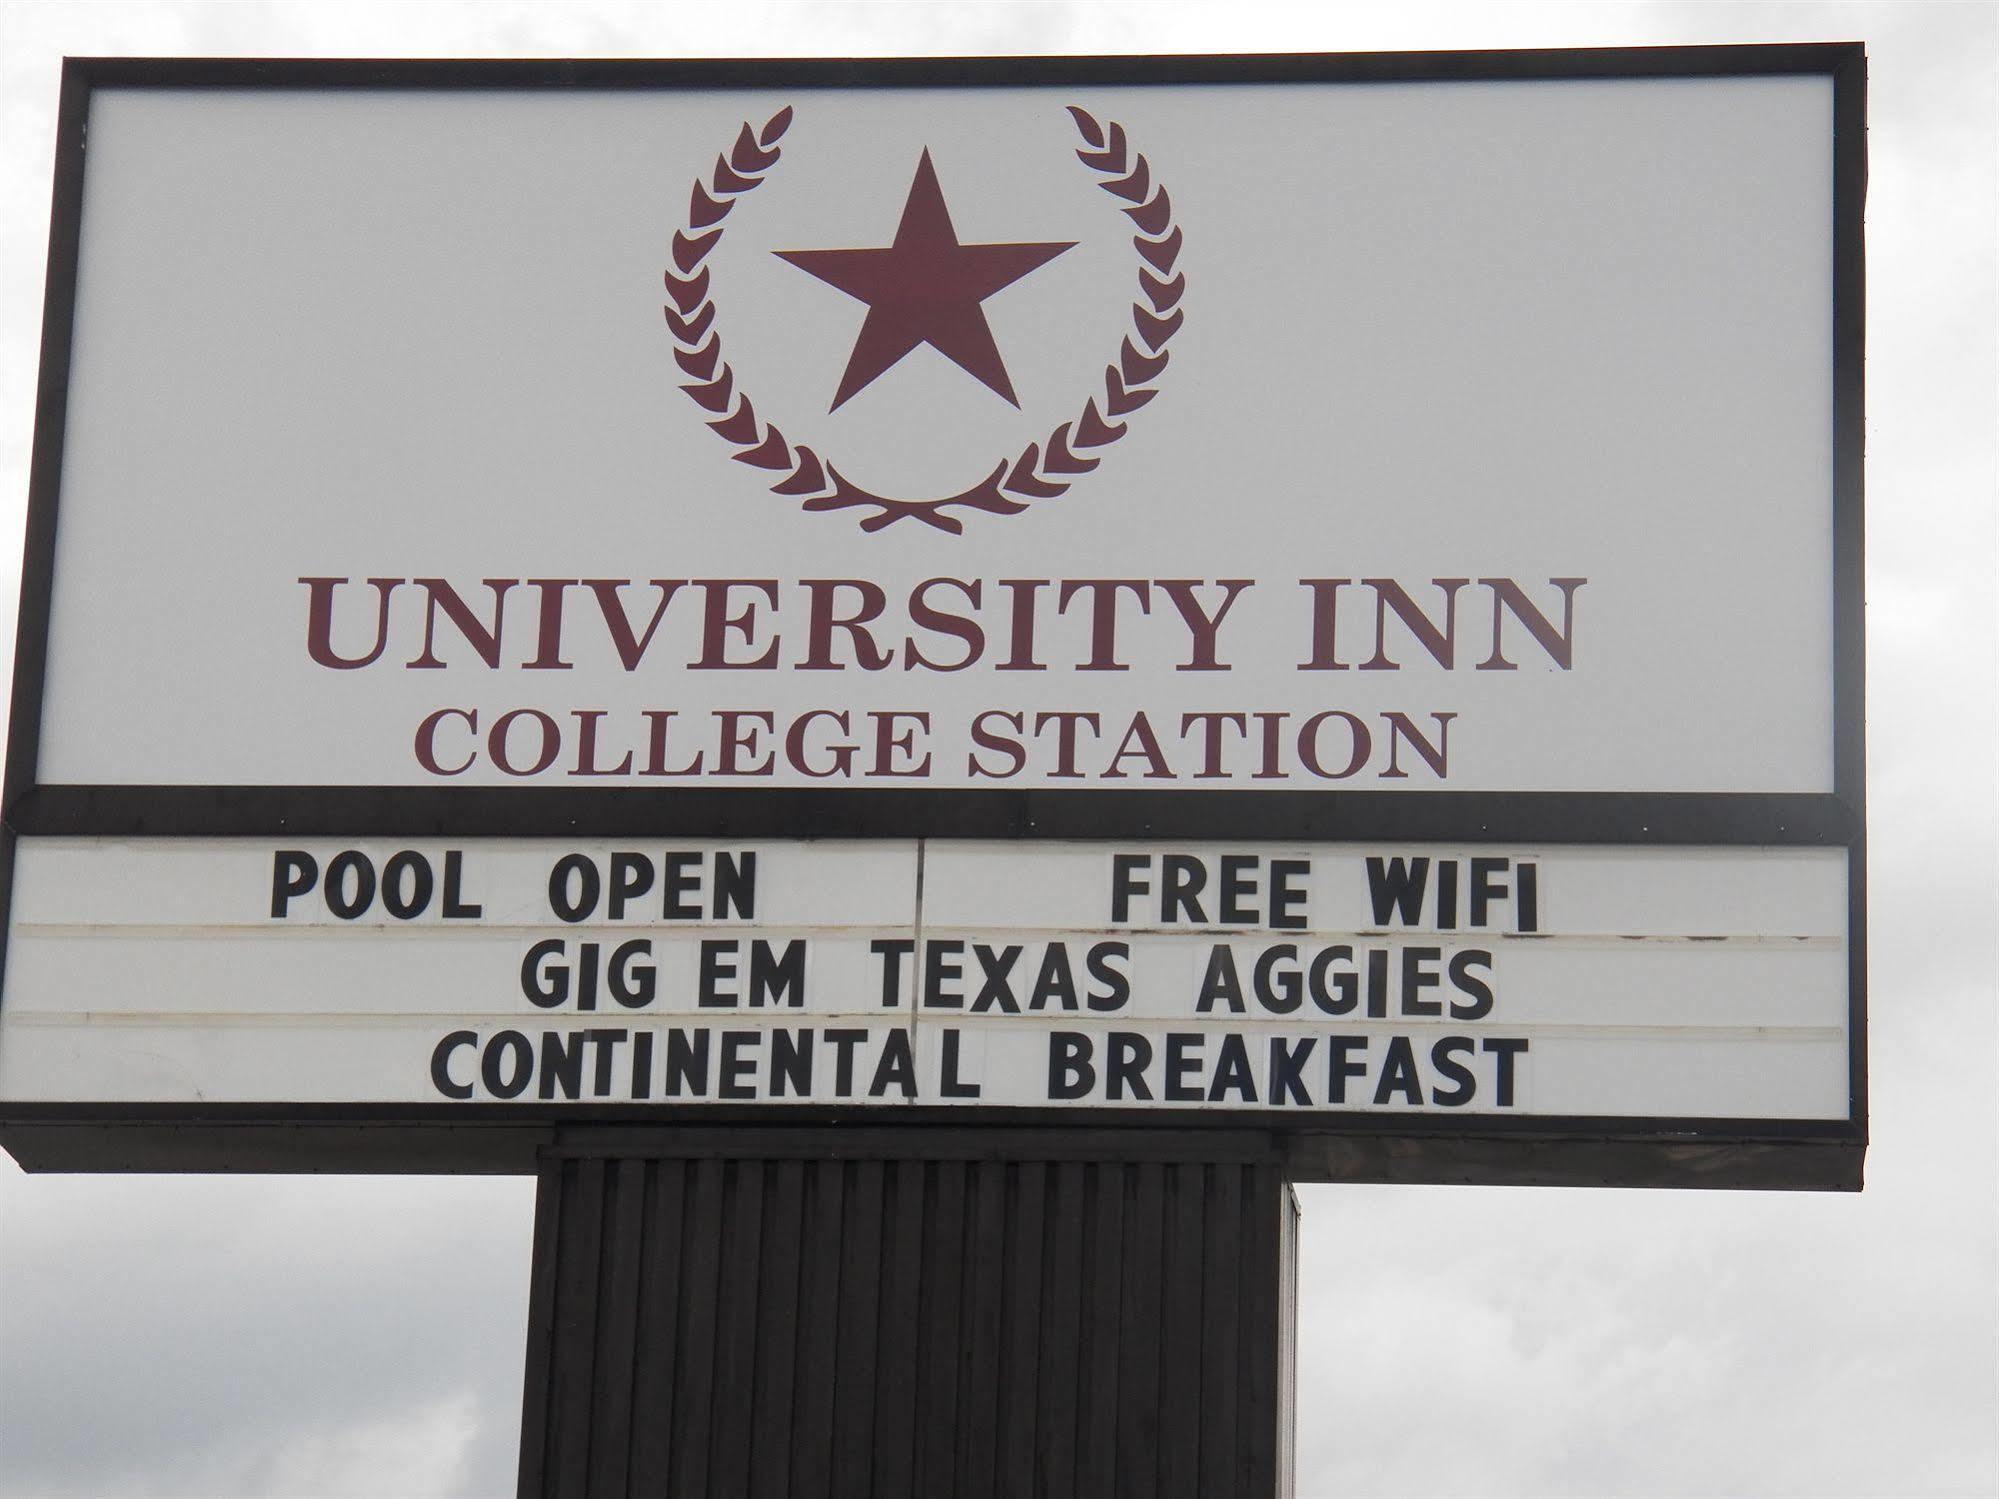 UNIVERSITY INN
COLLEGE STATION
POOL OPEN FREE WIFI
GIG EM TEXAS AGGIES
CONTINENTAL BREAKFAST